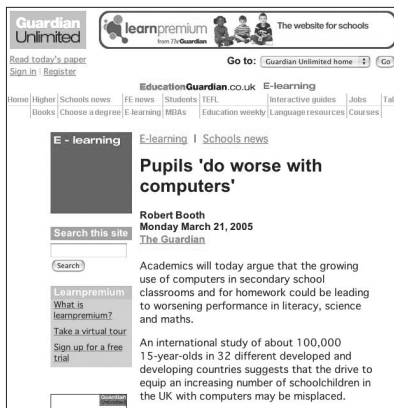 Guardian
Unlimited
learnpremium
from The Guardian
The website for schools
Read today's paper
Sign in | Register
Go to: Guardian Unlimited home Go
EducationGuardian.co.uk E-learning
Home Higher Schools news FE news Students TEFL Interactive guides Jobs Tal
Books Choose a degree E-learning MBAs Education weekly Language resources Courses
E - learning
E-learning | Schools news
Pupils 'do worse with
computers'
Robert Booth
Monday March 21, 2005
The Guardian
Search this site
Search
Learnpremium
What is
learnpremium?
Take a virtual tour
Sign up for a free
trial
Academics will today argue that the growing
use of computers in secondary school
classrooms and for homework could be leading
to worsening performance in literacy, science
and maths.
An international study of about 100,000
15-year-olds in 32 different developed and
developing countries suggests that the drive to
equip an increasing number of schoolchildren in
the UK with computers may be misplaced.
Guardian